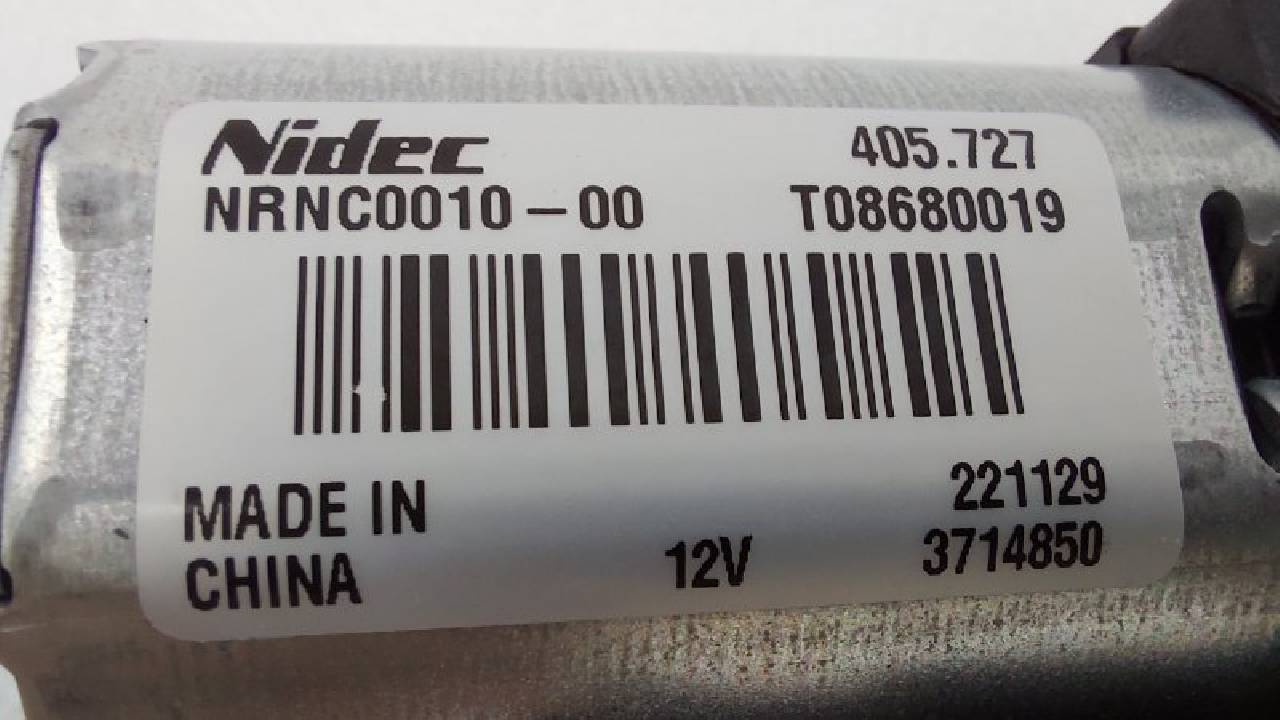 Nidec 405.727
NRNC0010-00 T08680019
MADE IN 221129
CHINA 12V 3714850